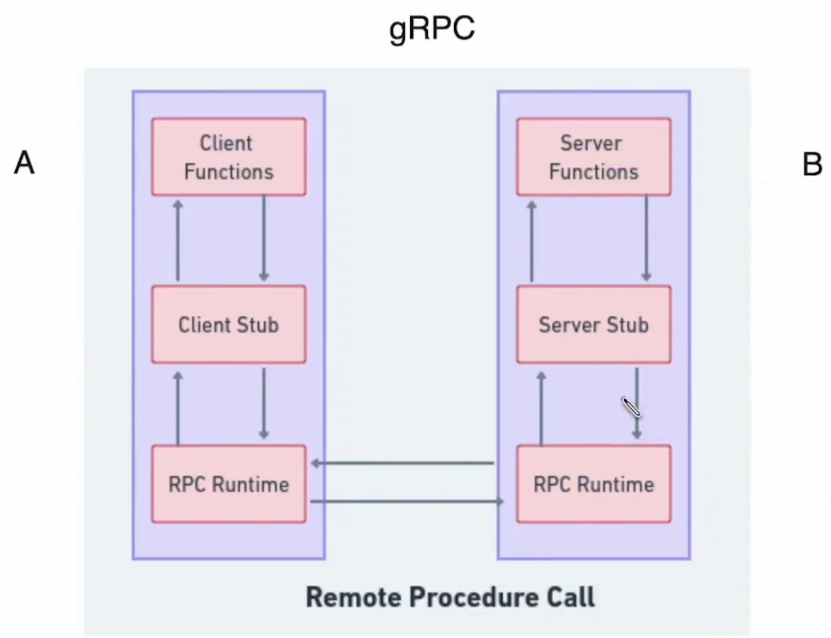 gRPC
A
B
Client
Functions
Server
Functions
Client Stub
Server Stub
RPC Runtime
RPC Runtime
Remote Procedure Call